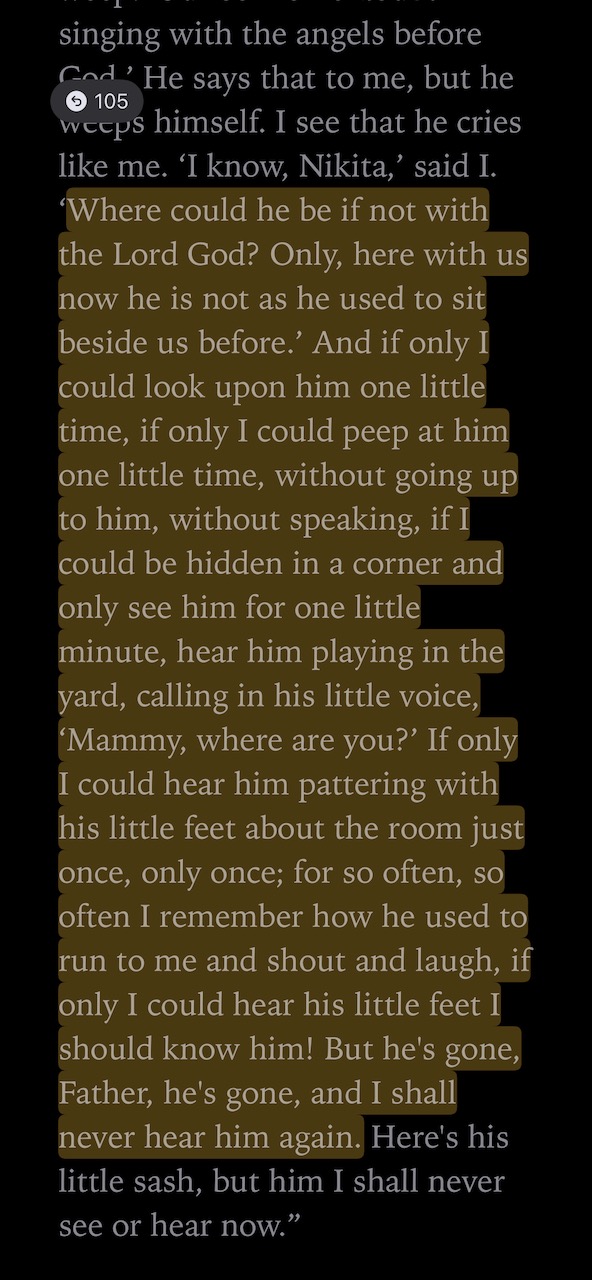 singing with the angels before
God.’ He says that to me, but he
105
weeps himself. I see that he cries
like me. ‘I know, Nikita,’ said I.
‘Where could he be if not with
the Lord God? Only, here with us
now he is not as he used to sit
beside us before.’ And if only I
could look upon him one little
time, if only I could peep at him
one little time, without going up
to him, without speaking, if I
could be hidden in a corner and
only see him for one little
minute, hear him playing in the
yard, calling in his little voice,
‘Mammy, where are you?’ If only
I could hear him pattering with
his little feet about the room just
once, only once; for so often, so
often I remember how he used to
run to me and shout and laugh, if
only I could hear his little feet I
should know him! But he's gone,
Father, he's gone, and I shall
never hear him again. Here's his
little sash, but him I shall never
see or hear now.”